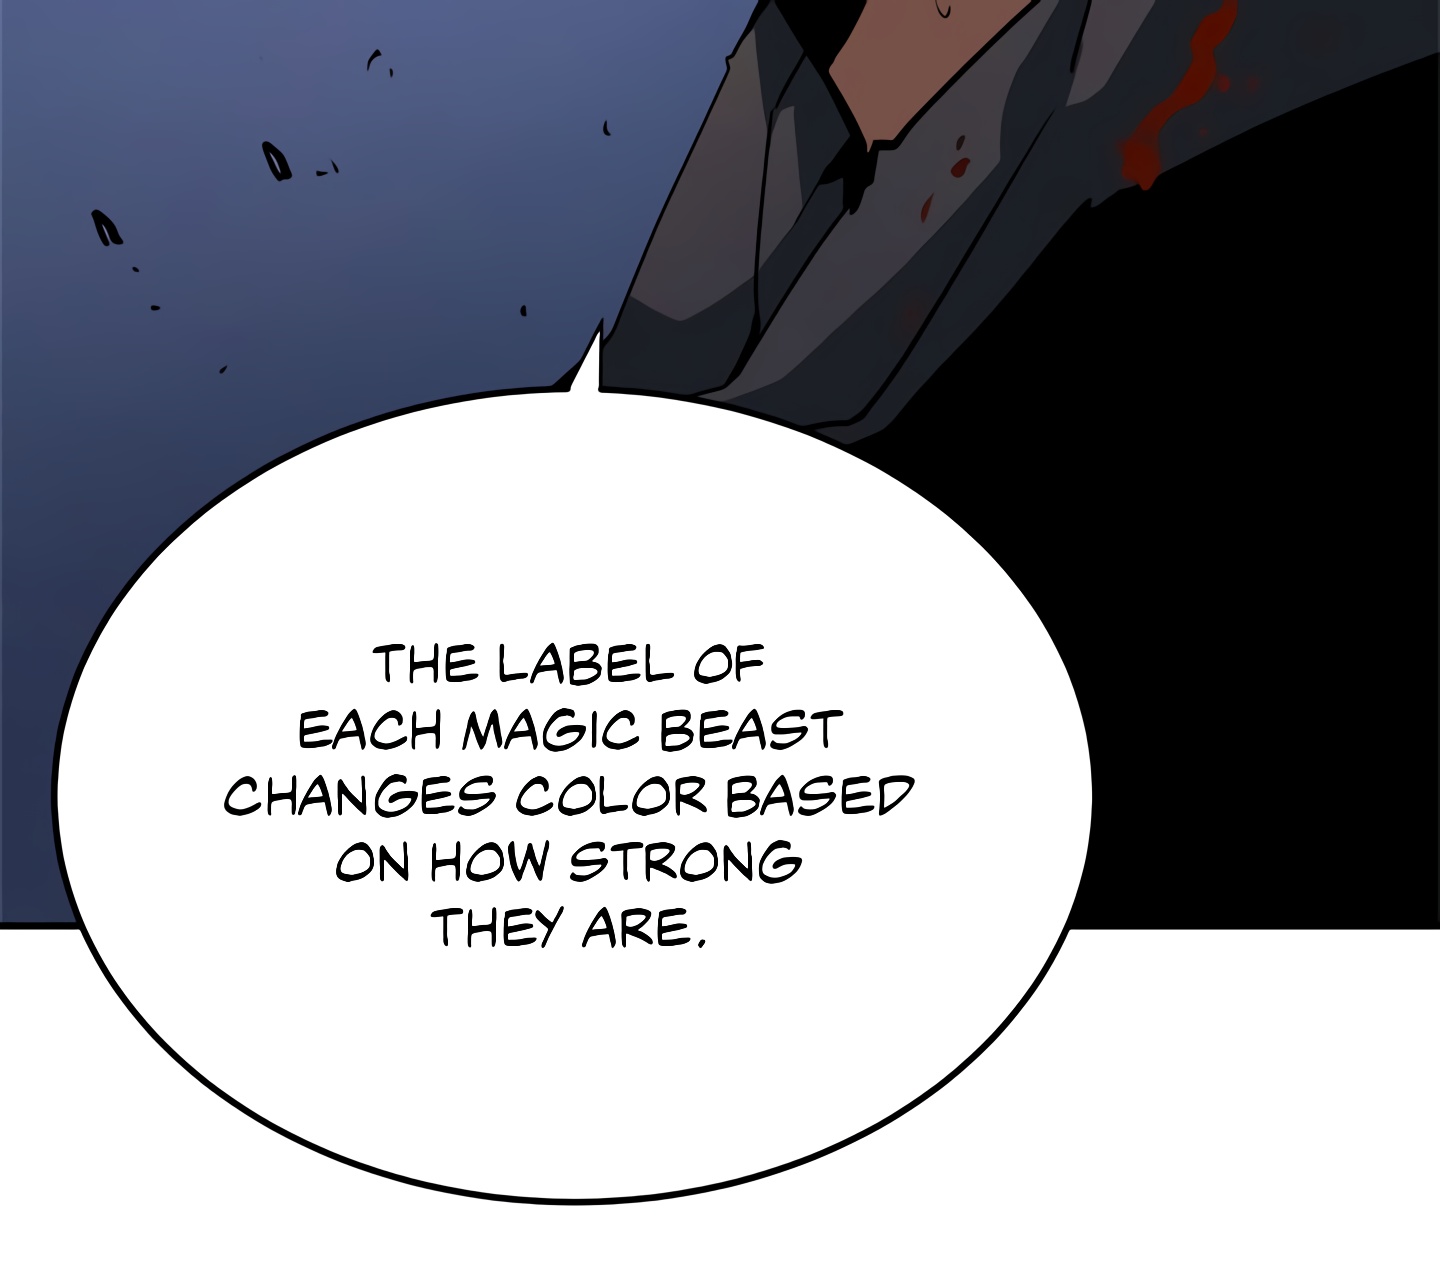 THE LABEL OF
EACH MAGIC BEAST
CHANGES COLOR BASED
ON HOW STRONG
THEY ARE.